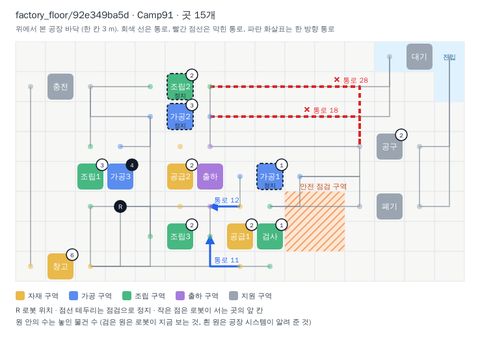 factory_floor/92e349ba5d · Camp91 · 곳 15개
위에서 본 공장 바닥 (한 칸 3 m). 회색 선은 통로, 빨간 점선은 막힌 통로, 파란 화살표는 한 방향 통로
대기
전립
충전
조립2
2
정지
✕ 통로 28
가공2
3
정지
✕ 통로 18
공구
2
조립1
3
가공3
4
공급2
2
출하
가공1
1
정지
안전 점검 구역
R
통로 12
폐기
조립3
2
공급1
2
검사
1
통로 11
창고
6
자재 구역
가공 구역
조립 구역
출하 구역
지원 구역
R 로봇 위치 · 점선 테두리는 점검으로 정지 · 작은 점은 로봇이 서는 곳의 앞 칸
원 안의 수는 놓인 물건 수 (검은 원은 로봇이 지금 보는 것, 흰 원은 공장 시스템이 알려 준 것)